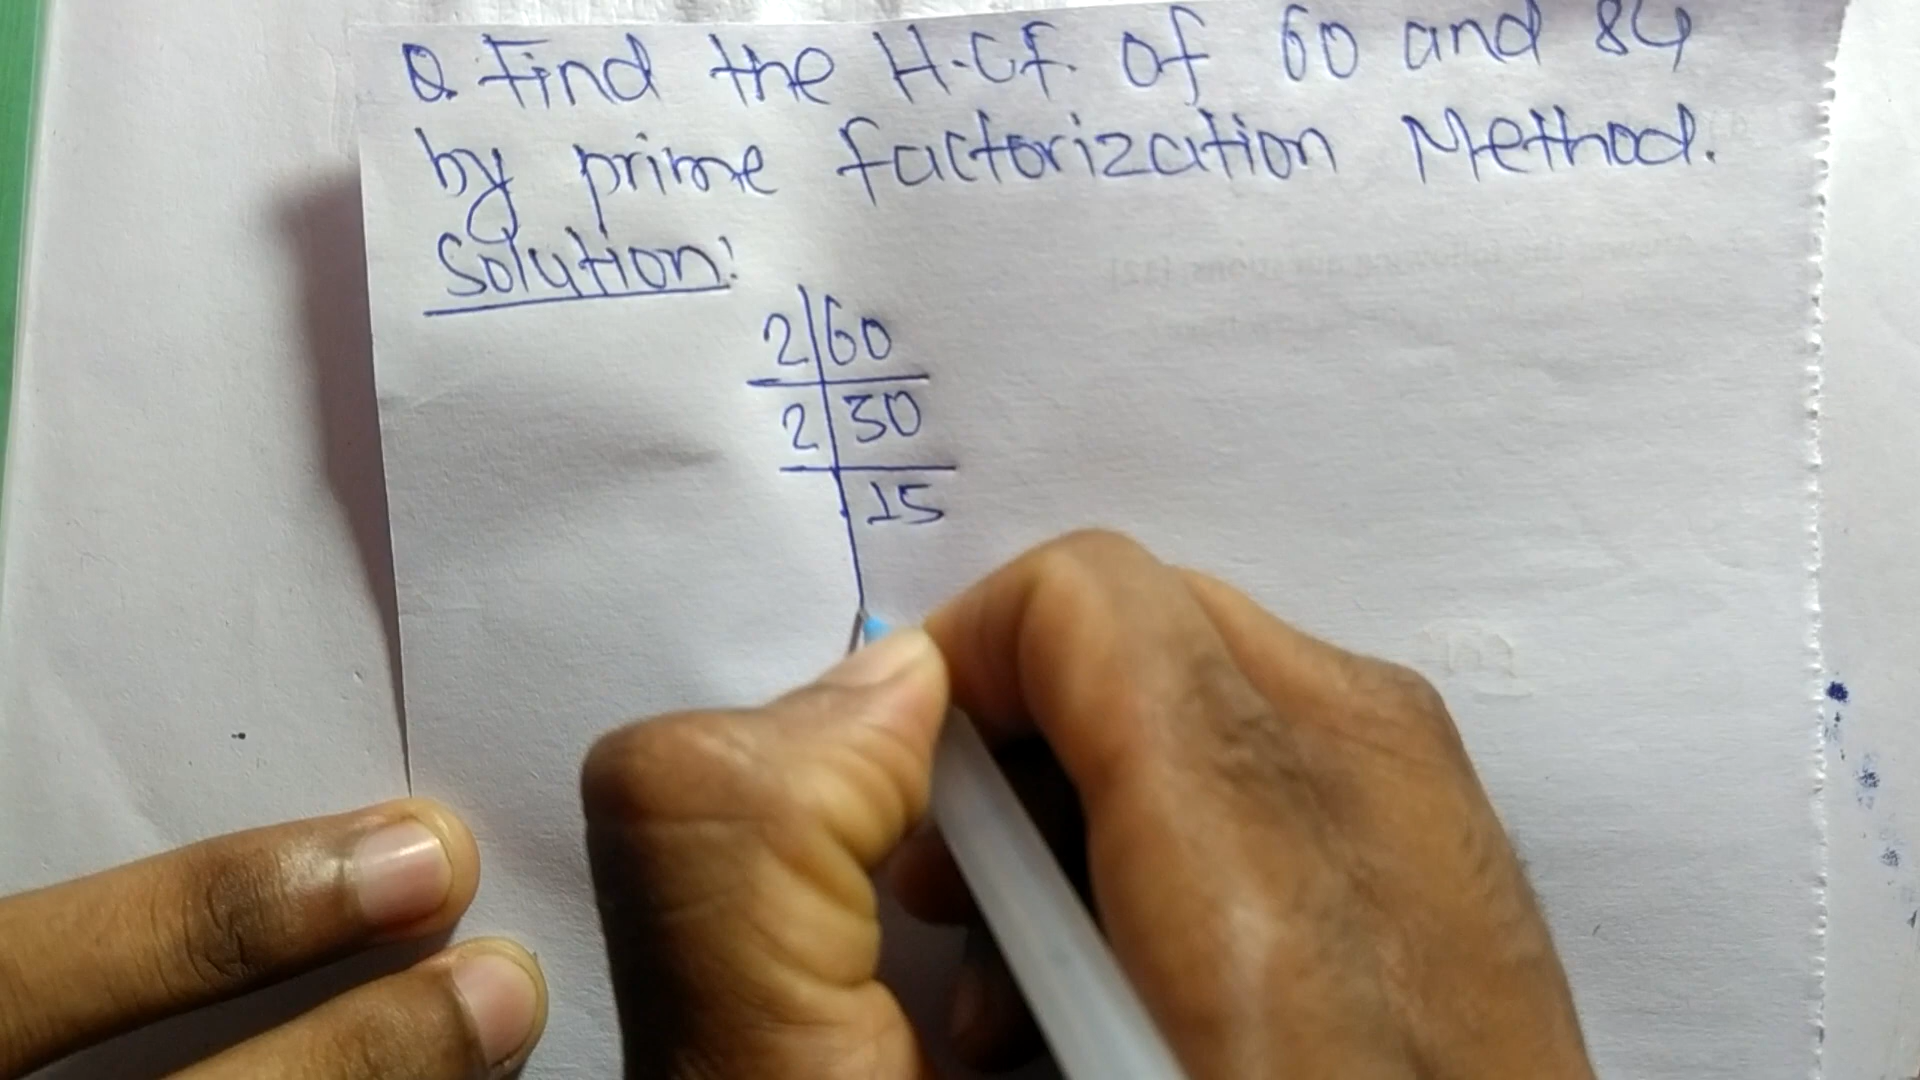 Q. Find the H.C.F. of 60 and 84
by prime factorization Method.
Solution:
2 60
2 30
15